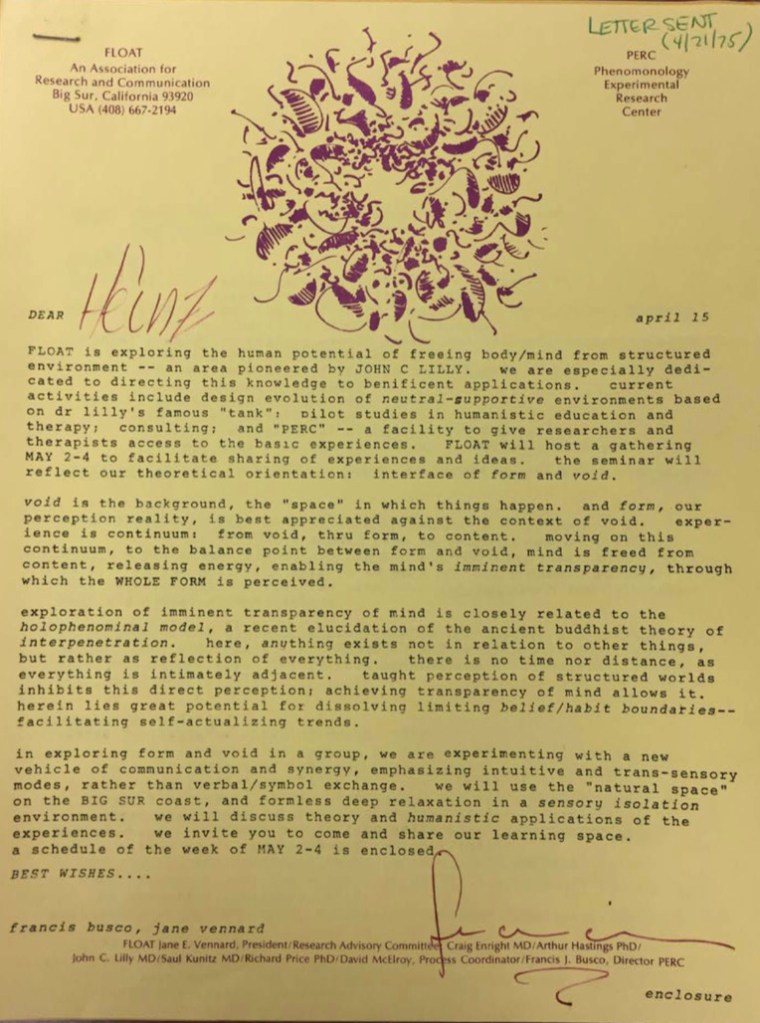 LETTER SENT
(4/21/75)
FLOAT
An Association for
Research and Communication
Big Sur, California 93920
USA (408) 667-2194
PERC
Phenomonology
Experimental
Research
Center
DEAR Heinz
april 15
FLOAT is exploring the human potential of freeing body/mind from structured
environment -- an area pioneered by JOHN C LILLY. we are especially dedi-
cated to directing this knowledge to benificent applications. current
activities include design evolution of neutral-supportive environments based
on dr lilly's famous "tank"; pilot studies in humanistic education and
therapy; consulting; and "PERC" -- a facility to give researchers and
therapists access to the basic experiences. FLOAT will host a gathering
MAY 2-4 to facilitate sharing of experiences and ideas. the seminar will
reflect our theoretical orientation: interface of form and void.
void is the background, the "space" in which things happen. and form, our
perception reality, is best appreciated against the context of void. exper-
ience is continuum: from void, thru form, to content. moving on this
continuum, to the balance point between form and void, mind is freed from
content, releasing energy, enabling the mind's imminent transparency, through
which the WHOLE FORM is perceived.
exploration of imminent transparency of mind is closely related to the
holophenominal model, a recent elucidation of the ancient buddhist theory of
interpenetration. here, anything exists not in relation to other things,
but rather as reflection of everything. there is no time nor distance, as
everything is intimately adjacent. taught perception of structured worlds
inhibits this direct perception; achieving transparency of mind allows it.
herein lies great potential for dissolving limiting belief/habit boundaries--
facilitating self-actualizing trends.
in exploring form and void in a group, we are experimenting with a new
vehicle of communication and synergy, emphasizing intuitive and trans-sensory
modes, rather than verbal/symbol exchange. we will use the "natural space"
on the BIG SUR coast, and formless deep relaxation in a sensory isolation
environment. we will discuss theory and humanistic applications of the
experiences. we invite you to come and share our learning space.
a schedule of the week of MAY 2-4 is enclosed.
BEST WISHES....
francis busco, jane vennard
Francis
FLOAT Jane E. Vennard, President/Research Advisory Committee, Craig Enright MD/Arthur Hastings PhD/
John C. Lilly MD/Saul Kunitz MD/Richard Price PhD/David McElroy, Process Coordinator/Francis J. Busco, Director PERC
enclosure